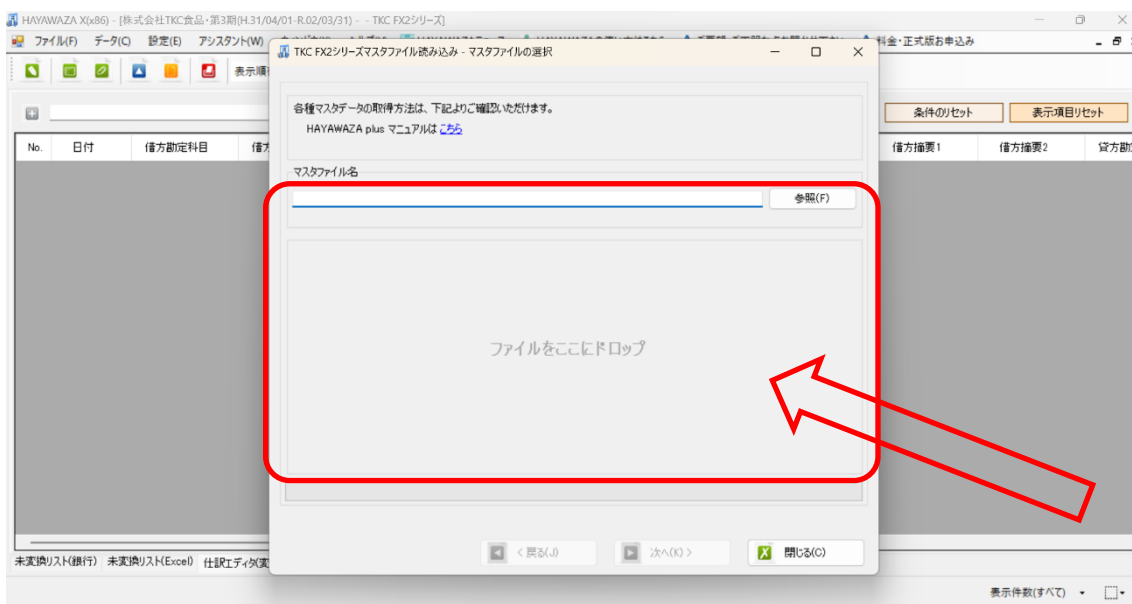 HAYAWAZA X(x86) - [株式会社TKC食品・第3期(H.31/04/01-R.02/03/31) - - TKC FX2シリーズ]
ファイル(F) データ(C) 設定(E) アシスタント(W)
料金・正式版お申込み
表示順
TKC FX2シリーズマスタファイル読み込み - マスタファイルの選択
各種マスタデータの取得方法は、下記よりご確認いただけます。
HAYAWAZA plus マニュアルは こちら
条件のリセット 表示項目リセット
No. 日付 借方勘定科目 借方
借方摘要1 借方摘要2 貸方勘
マスタファイル名
参照(F)
ファイルをここにドロップ
< 戻る(J) 次へ(K) > 閉じる(C)
未変換リスト(銀行) 未変換リスト(Excel) 仕訳エディタ(変
表示件数(すべて)